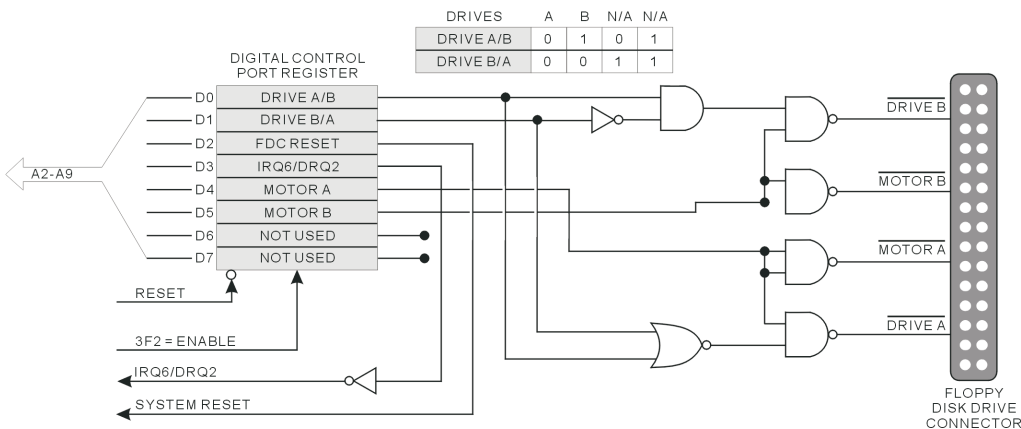 DRIVES A B N/A N/A
DRIVE A/B 0 1 0 1
DRIVE B/A 0 0 1 1
DIGITAL CONTROL
PORT REGISTER
D0 DRIVE A/B
D1 DRIVE B/A
D2 FDC RESET
D3 IRQ6/DRQ2
D4 MOTOR A
D5 MOTOR B
D6 NOT USED
D7 NOT USED
A2-A9
RESET
3F2 = ENABLE
IRQ6/DRQ2
SYSTEM RESET
DRIVE B
MOTOR B
MOTOR A
DRIVE A
FLOPPY
DISK DRIVE
CONNECTOR